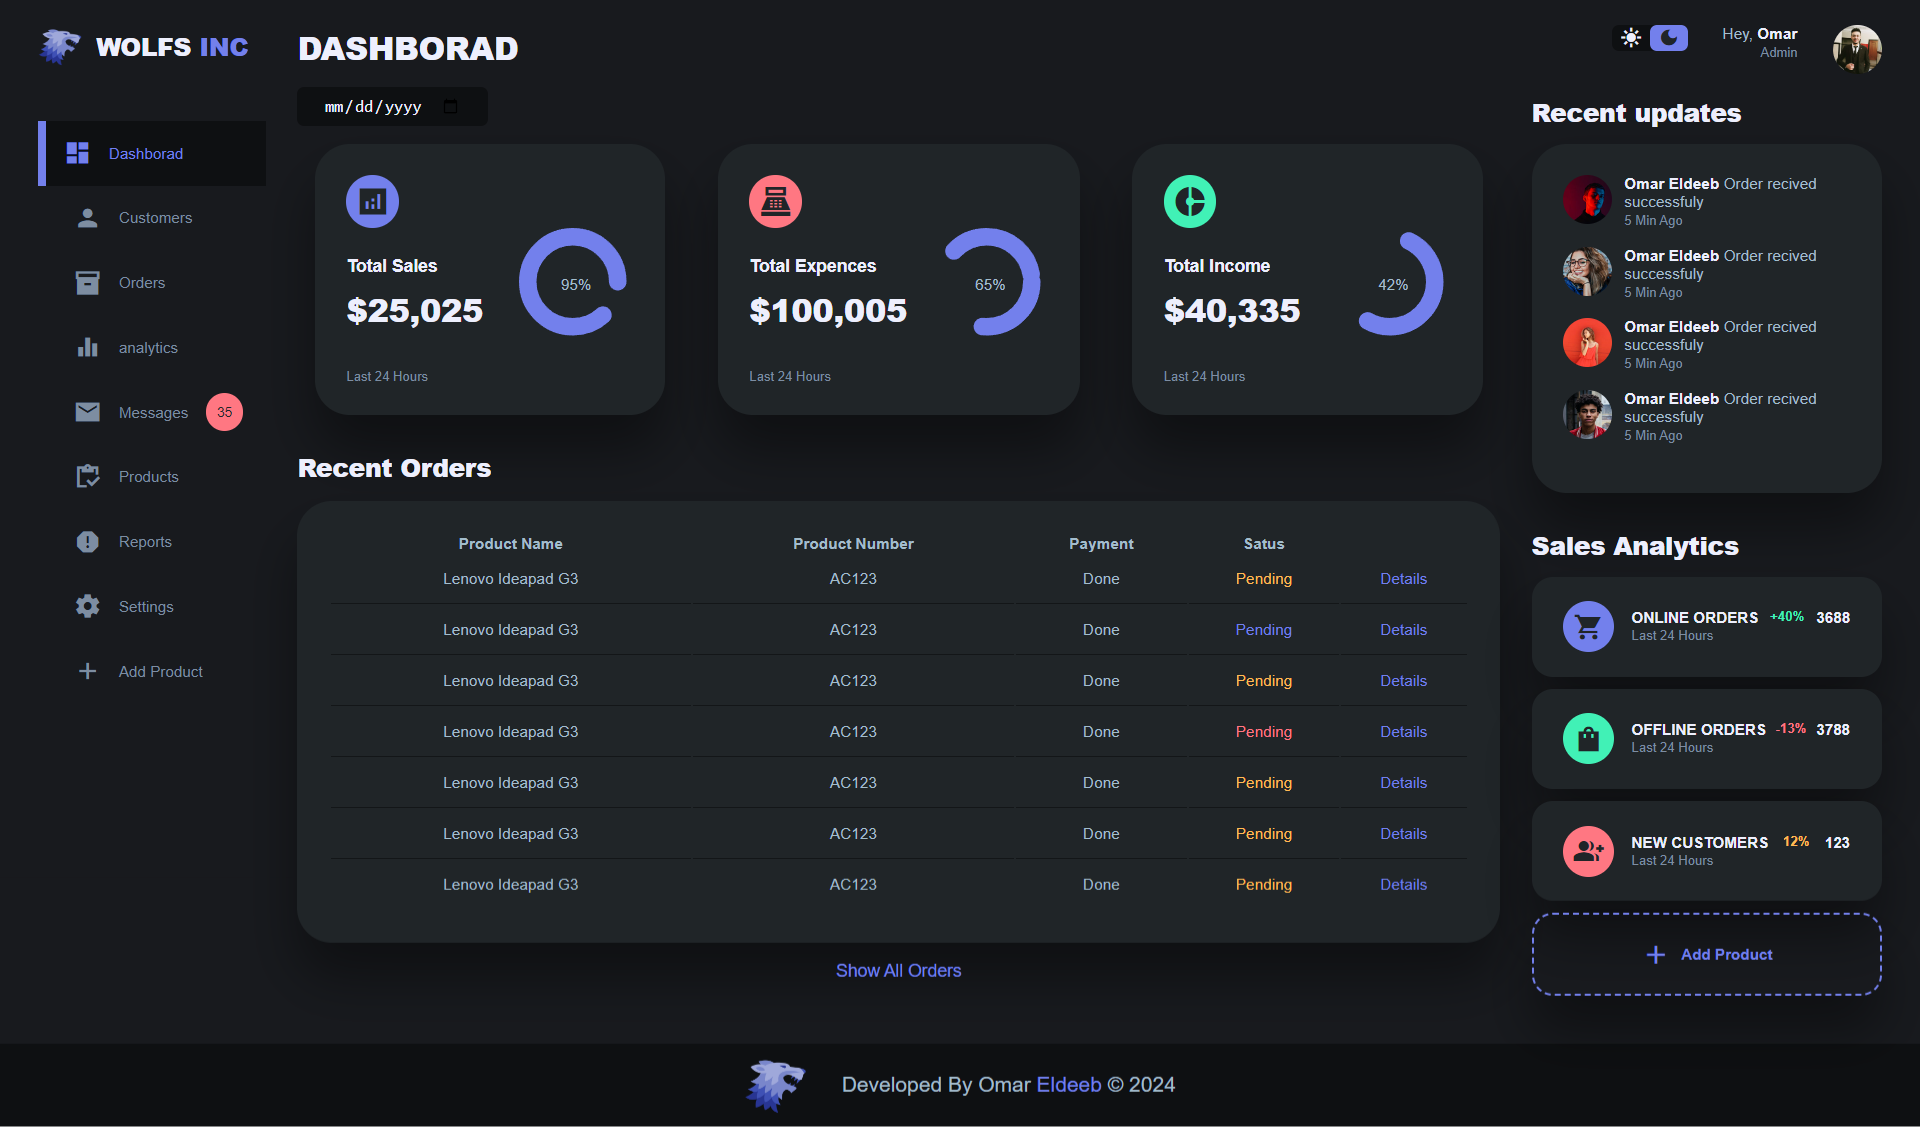 WOLFS INC
Dashborad
Customers
Orders
analytics
Messages 35
Products
Reports
Settings
Add Product
DASHBORAD
mm/dd/yyyy
Total Sales
$25,025
95%
Last 24 Hours
Total Expences
$100,005
65%
Last 24 Hours
Total Income
$40,335
42%
Last 24 Hours
Recent Orders
Product Name Product Number Payment Satus
Lenovo Ideapad G3 AC123 Done Pending Details
Lenovo Ideapad G3 AC123 Done Pending Details
Lenovo Ideapad G3 AC123 Done Pending Details
Lenovo Ideapad G3 AC123 Done Pending Details
Lenovo Ideapad G3 AC123 Done Pending Details
Lenovo Ideapad G3 AC123 Done Pending Details
Lenovo Ideapad G3 AC123 Done Pending Details
Show All Orders
Hey, Omar
Admin
Recent updates
Omar Eldeeb Order recived
successfuly
5 Min Ago
Omar Eldeeb Order recived
successfuly
5 Min Ago
Omar Eldeeb Order recived
successfuly
5 Min Ago
Omar Eldeeb Order recived
successfuly
5 Min Ago
Sales Analytics
ONLINE ORDERS +40% 3688
Last 24 Hours
OFFLINE ORDERS -13% 3788
Last 24 Hours
NEW CUSTOMERS 12% 123
Last 24 Hours
Add Product
Developed By Omar Eldeeb © 2024